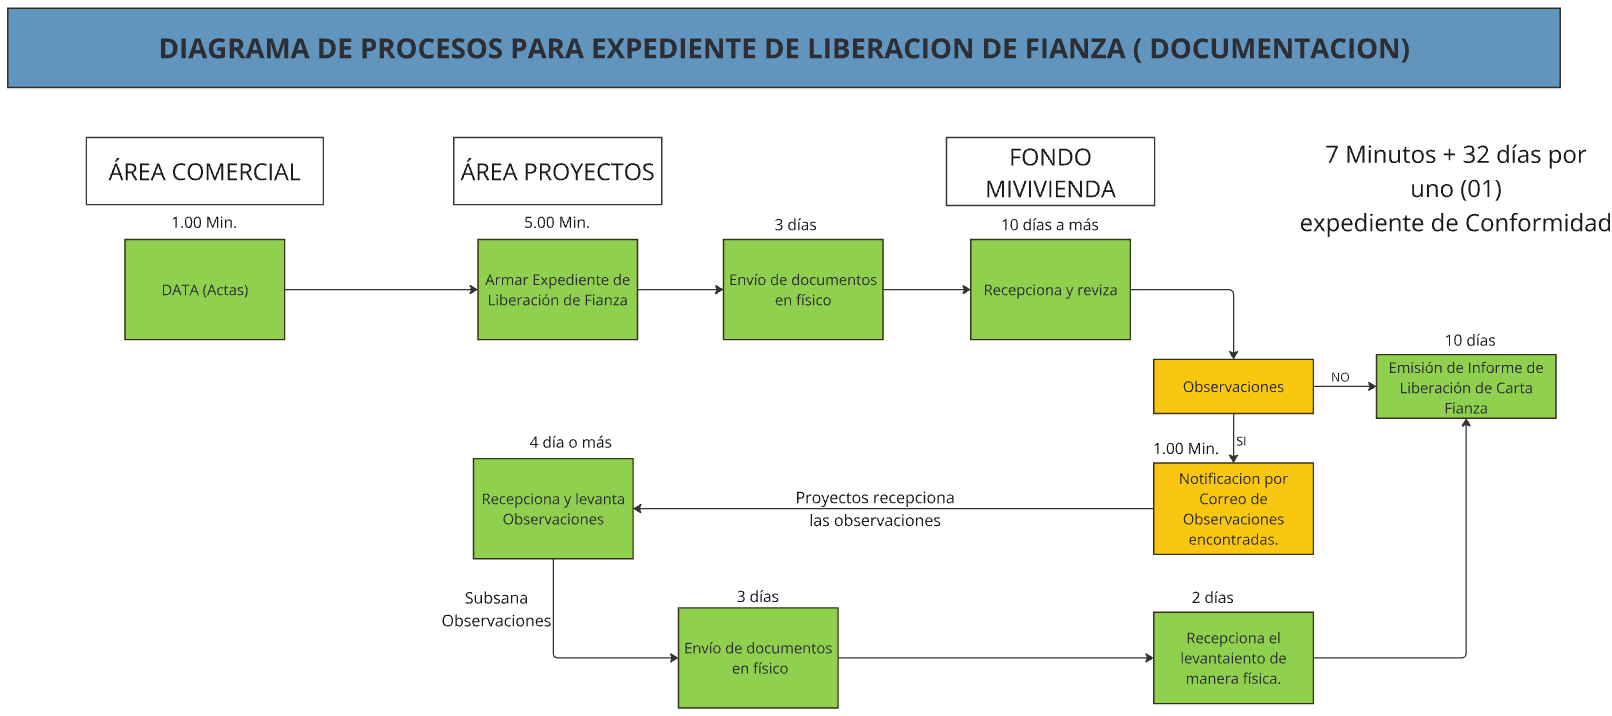 DIAGRAMA DE PROCESOS PARA EXPEDIENTE DE LIBERACION DE FIANZA ( DOCUMENTACION)
ÁREA COMERCIAL
ÁREA PROYECTOS
FONDO
MIVIVIENDA
7 Minutos + 32 días por
uno (01)
expediente de Conformidad
1.00 Min.
5.00 Min.
3 días
10 días a más
DATA (Actas)
Armar Expediente de
Liberación de Fianza
Envío de documentos
en físico
Recepciona y reviza
10 días
Observaciones
NO
Emisión de Informe de
Liberación de Carta
Fianza
SI
1.00 Min.
4 día o más
Notificacion por
Correo de
Observaciones
encontradas.
Proyectos recepciona
las observaciones
Recepciona y levanta
Observaciones
Subsana
Observaciones
3 días
2 días
Envío de documentos
en físico
Recepciona el
levantaiento de
manera física.